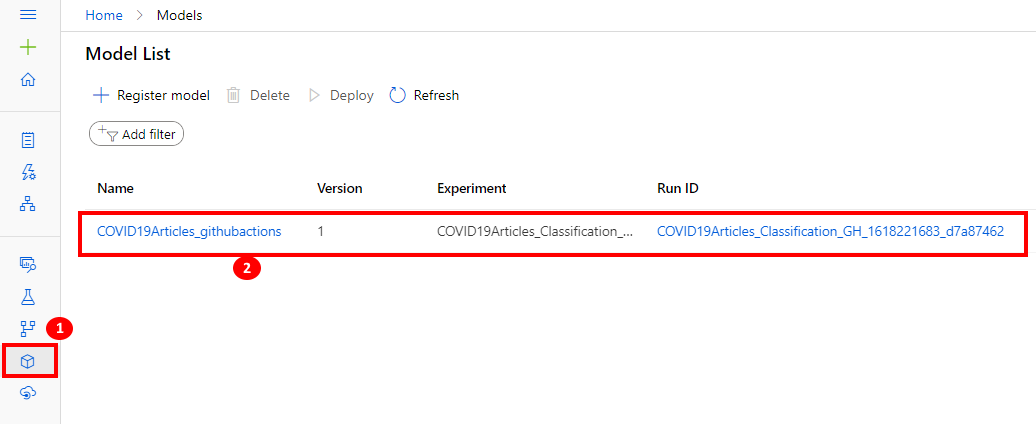 Home > Models
Model List
Register model Delete Deploy Refresh
Add filter
Name Version Experiment Run ID
COVID19Articles_githubactions 1 COVID19Articles_Classification_... COVID19Articles_Classification_GH_1618221683_d7a87462
2
1